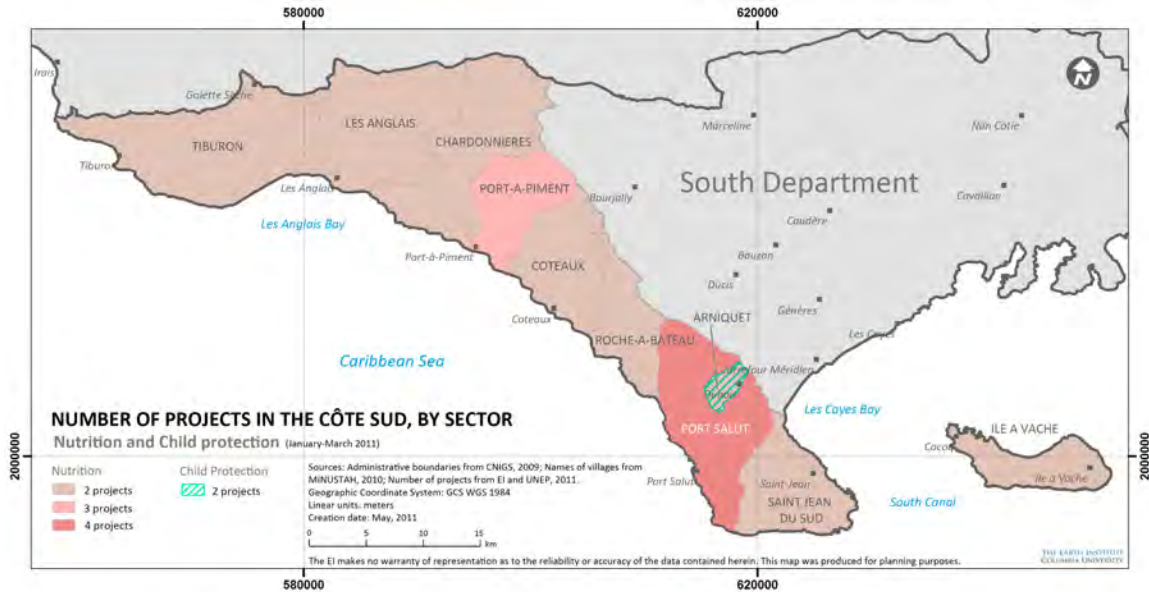 580000
620000
Irais
Galette Sèche
Marceline
Nan Cotie
LES ANGLAIS
TIBURON
CHARDONNIERES
Tiburon
Les Anglais
PORT-A-PIMENT
Bourjally
South Department
Cavaillan
Caudère
Les Anglais Bay
Port-à-Piment
Bauzan
COTEAUX
Ducis
Généres
Coteaux
ARNIQUET
ROCHE-A-BATEAU
Les Cayes
Caribbean Sea
Méridien
Les Cayes Bay
NUMBER OF PROJECTS IN THE CÔTE SUD, BY SECTOR
Nutrition and Child protection (January-March 2011)
PORT SALUT
ILE A VACHE
2000000
2000000
Nutrition
Child Protection
2 projects
2 projects
3 projects
4 projects
Sources: Administrative boundaries from CNIGS, 2009; Names of villages from
MINUSTAH, 2010; Number of projects from EI and UNEP, 2011.
Geographic Coordinate System: GCS WGS 1984
Linear units. meters
Creation date: May, 2011
0 5 10 15
km
Port Salut
Saint-Jean
SAINT JEAN
DU SUD
Ile a Vache
South Canal
The EI makes no warranty of representation as to the reliability or accuracy of the data contained herein. This map was produced for planning purposes.
THE EARTH INSTITUTE
COLUMBIA UNIVERSITY
N
580000
620000